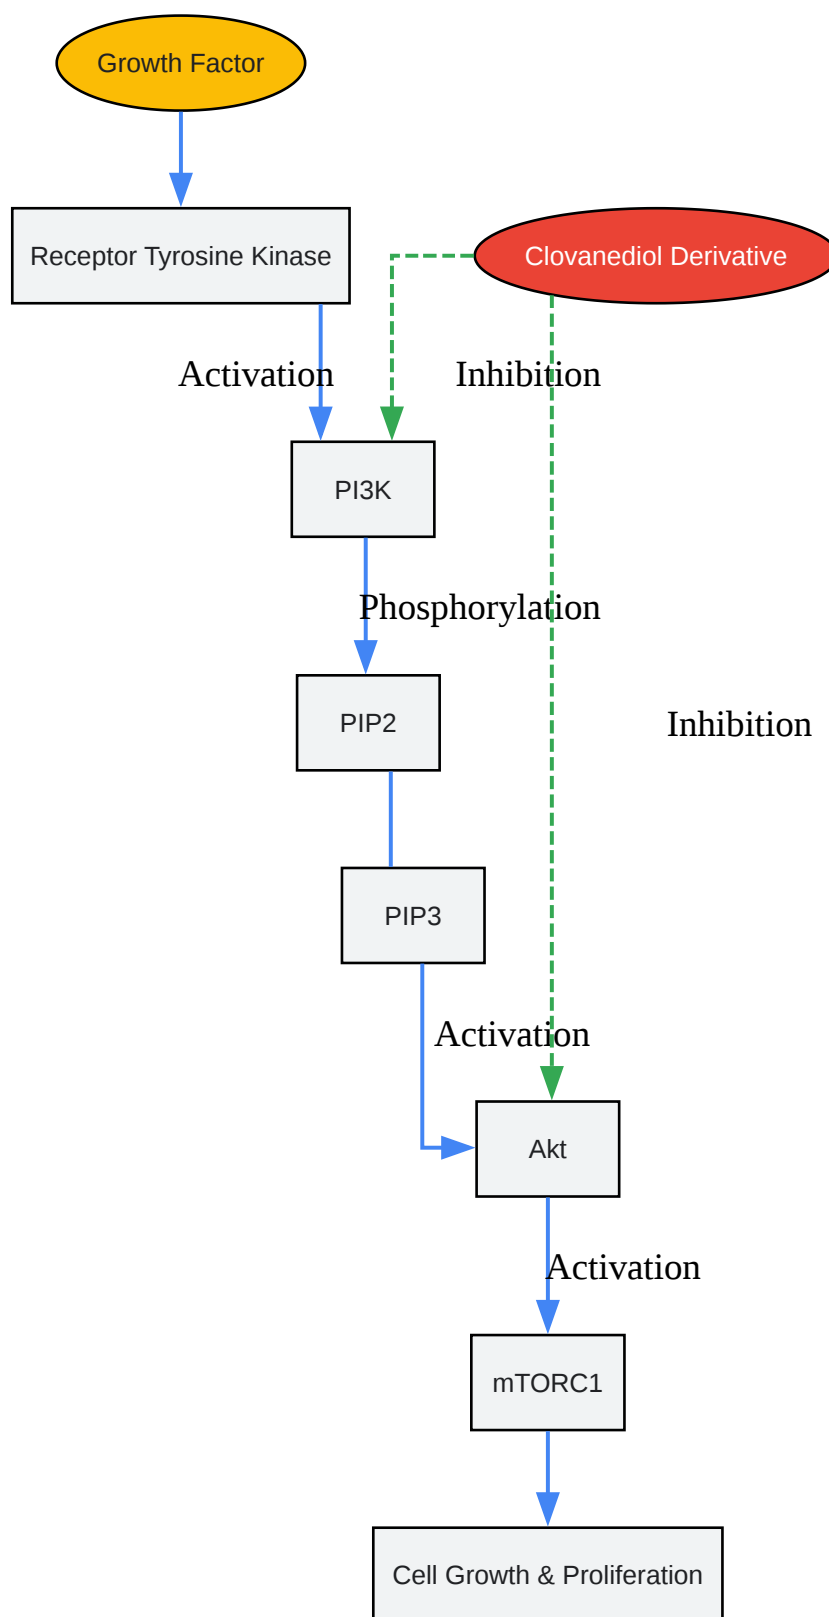 Growth Factor
Receptor Tyrosine Kinase
Clovanediol Derivative
Activation
Inhibition
PI3K
Phosphorylation
PIP2
Inhibition
PIP3
Activation
Akt
Activation
mTORC1
Cell Growth & Proliferation